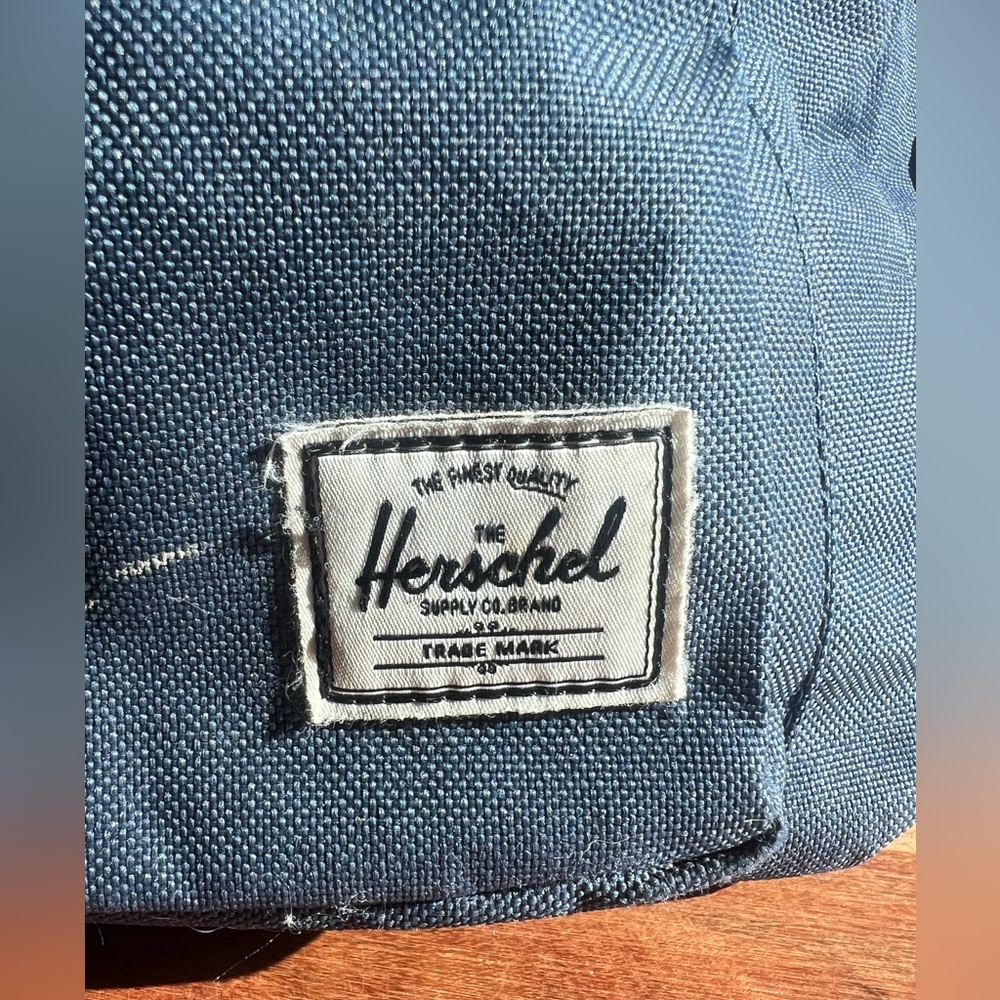 THE FINEST QUALITY
THE
Herschel
SUPPLY CO. BRAND
TRADE MARK